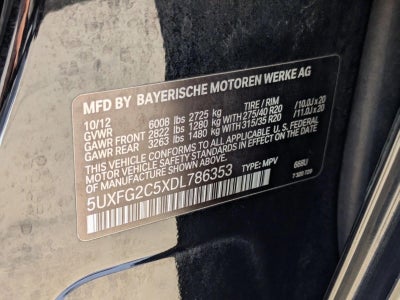 MFD BY BAYERISCHE MOTOREN WERKE AG
10/12 6008 lbs 2725 kg TIRE / RIM
GVWR
GAWR FRONT 2822 lbs 1280 kg WITH 275/40 R20 /10.0J x 20
GAWR REAR 3263 lbs 1480 kg WITH 315/35 R20 /11.0J x 20
THIS VEHICLE CONFORMS TO ALL APPLICABLE U.S. FEDERAL
MOTOR VEHICLE SAFETY STANDARDS IN EFFECT ON THE
DATE OF MANUFACTURE SHOWN ABOVE.
5UXFG2C5XDL786353 TYPE: MPV 668U